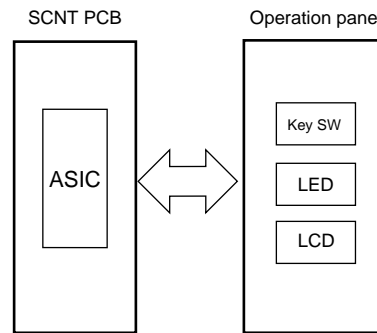 SCNT PCB
Operation pane
ASIC
Key SW
LED
LCD